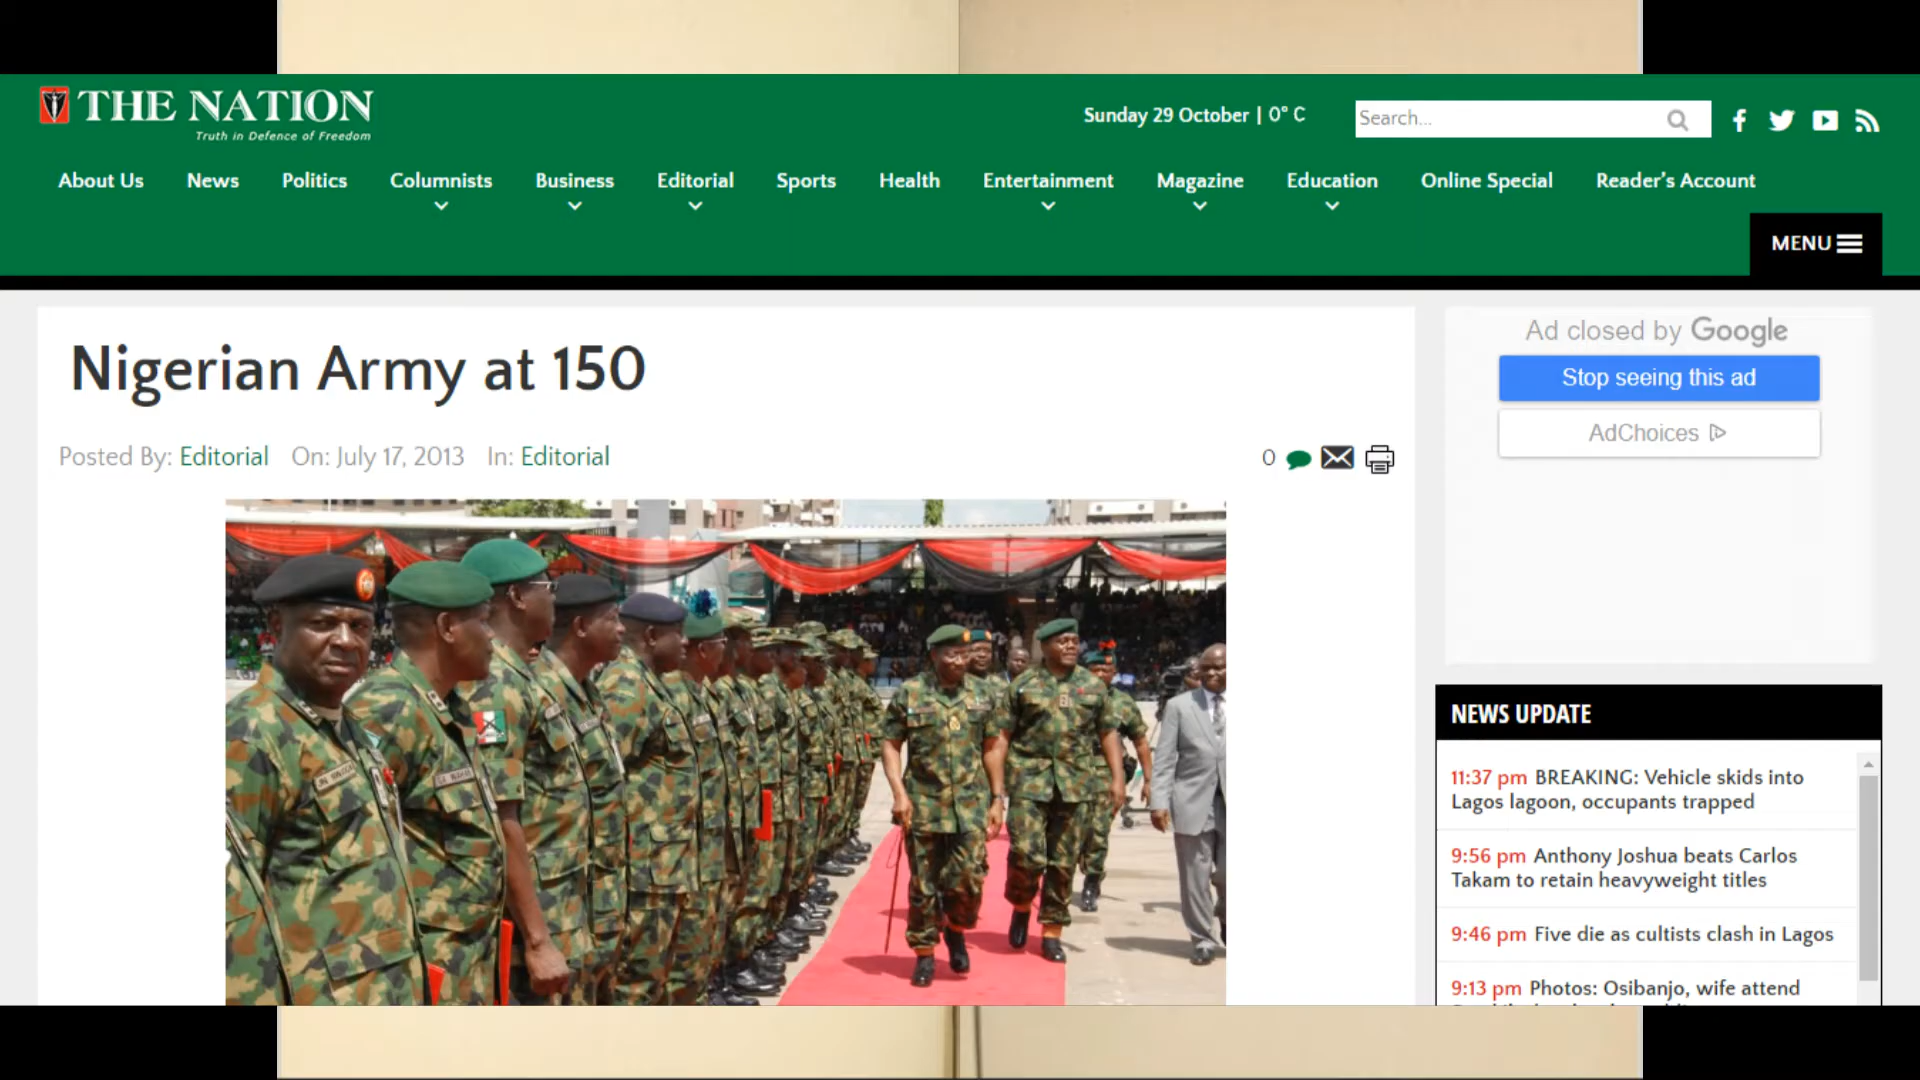 THE NATION
Truth in Defence of Freedom
Sunday 29 October | 0° C
Search...
About Us News Politics Columnists Business Editorial Sports Health Entertainment Magazine Education Online Special Reader's Account
MENU
Nigerian Army at 150
Posted By: Editorial On: July 17, 2013 In: Editorial
0
Ad closed by Google
Stop seeing this ad
AdChoices
NEWS UPDATE
11:37 pm BREAKING: Vehicle skids into
Lagos lagoon, occupants trapped
9:56 pm Anthony Joshua beats Carlos
Takam to retain heavyweight titles
9:46 pm Five die as cultists clash in Lagos
9:13 pm Photos: Osibanjo, wife attend